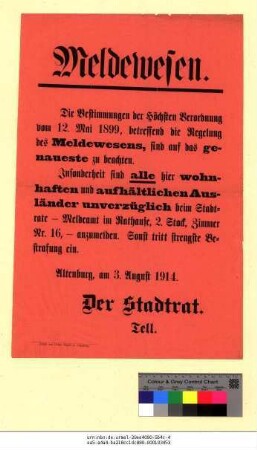 Meldewesen.
Die Bestimmungen der Höchsten Verordnung
vom 12. Mai 1899, betreffend die Regelung
des Meldewesens, sind auf das ge-
naueste zu beachten.
Insonderheit sind alle hier wohn-
haften und aufhältlichen Aus-
länder unverzüglich beim Stadt-
rate – Meldeamt im Rathause, 2. Stock, Zimmer
Nr. 16, – anzumelden. Sonst tritt strengste Be-
strafung ein.
Altenburg, am 3. August 1914.
Der Stadtrat.
Tell.
Colour & Grey Control Chart